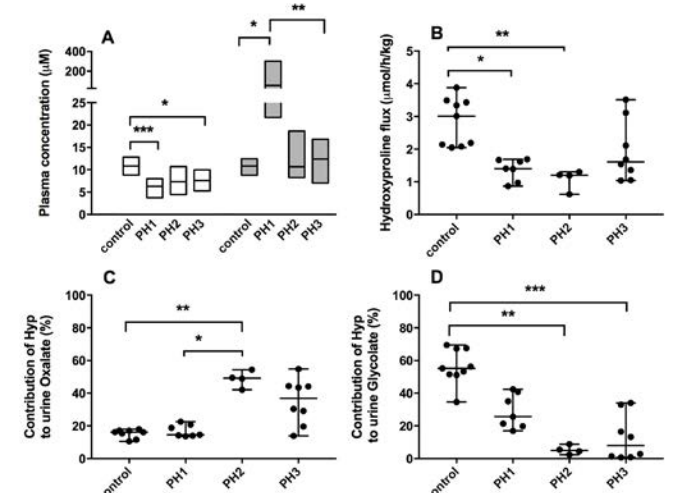 A
Plasma concentration (μM)
400
200
25
20
15
10
5
0
*
**
*
***
control
PH1
PH2
PH3
control
PH1
PH2
PH3
B
Hydroxyproline flux (μmol/h/kg)
5
4
3
2
1
0
**
*
control
PH1
PH2
PH3
C
Contribution of Hyp
to urine Oxalate (%)
100
80
60
40
20
0
**
*
control
PH1
PH2
PH3
D
Contribution of Hyp
to urine Glycolate (%)
100
80
60
40
20
0
***
**
control
PH1
PH2
PH3